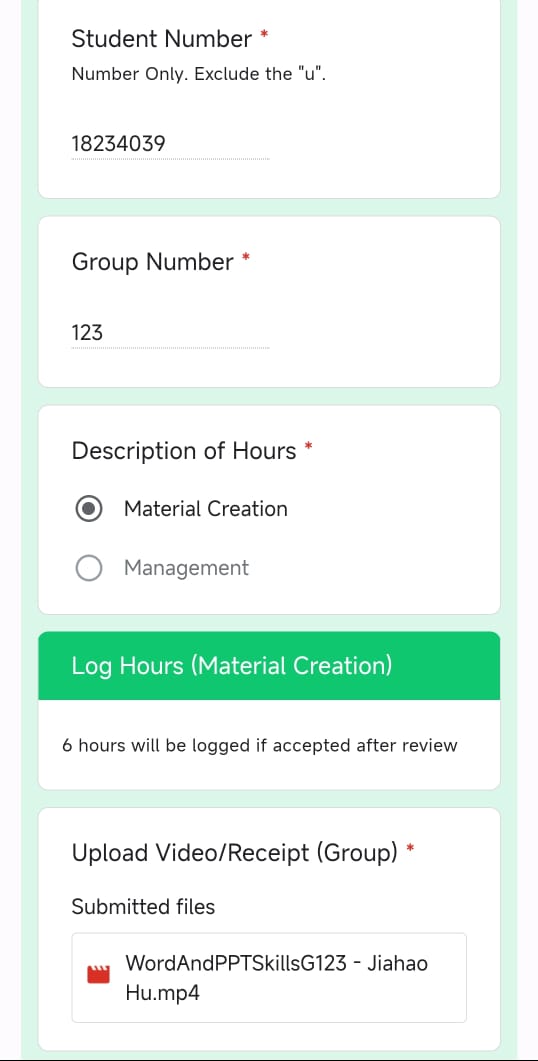 Student Number *
Number Only. Exclude the "u".
18234039
Group Number *
123
Description of Hours *
Material Creation
Management
Log Hours (Material Creation)
6 hours will be logged if accepted after review
Upload Video/Receipt (Group) *
Submitted files
WordAndPPTSkillsG123 - Jiahao
Hu.mp4